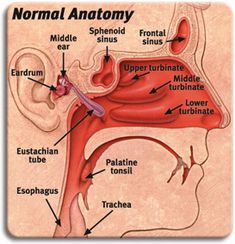 Normal Anatomy
Middle
ear
Sphenoid
sinus
Frontal
sinus
Eardrum
Upper turbinate
Middle
turbinate
Lower
turbinate
Eustachian
tube
Palatine
tonsil
Esophagus
Trachea